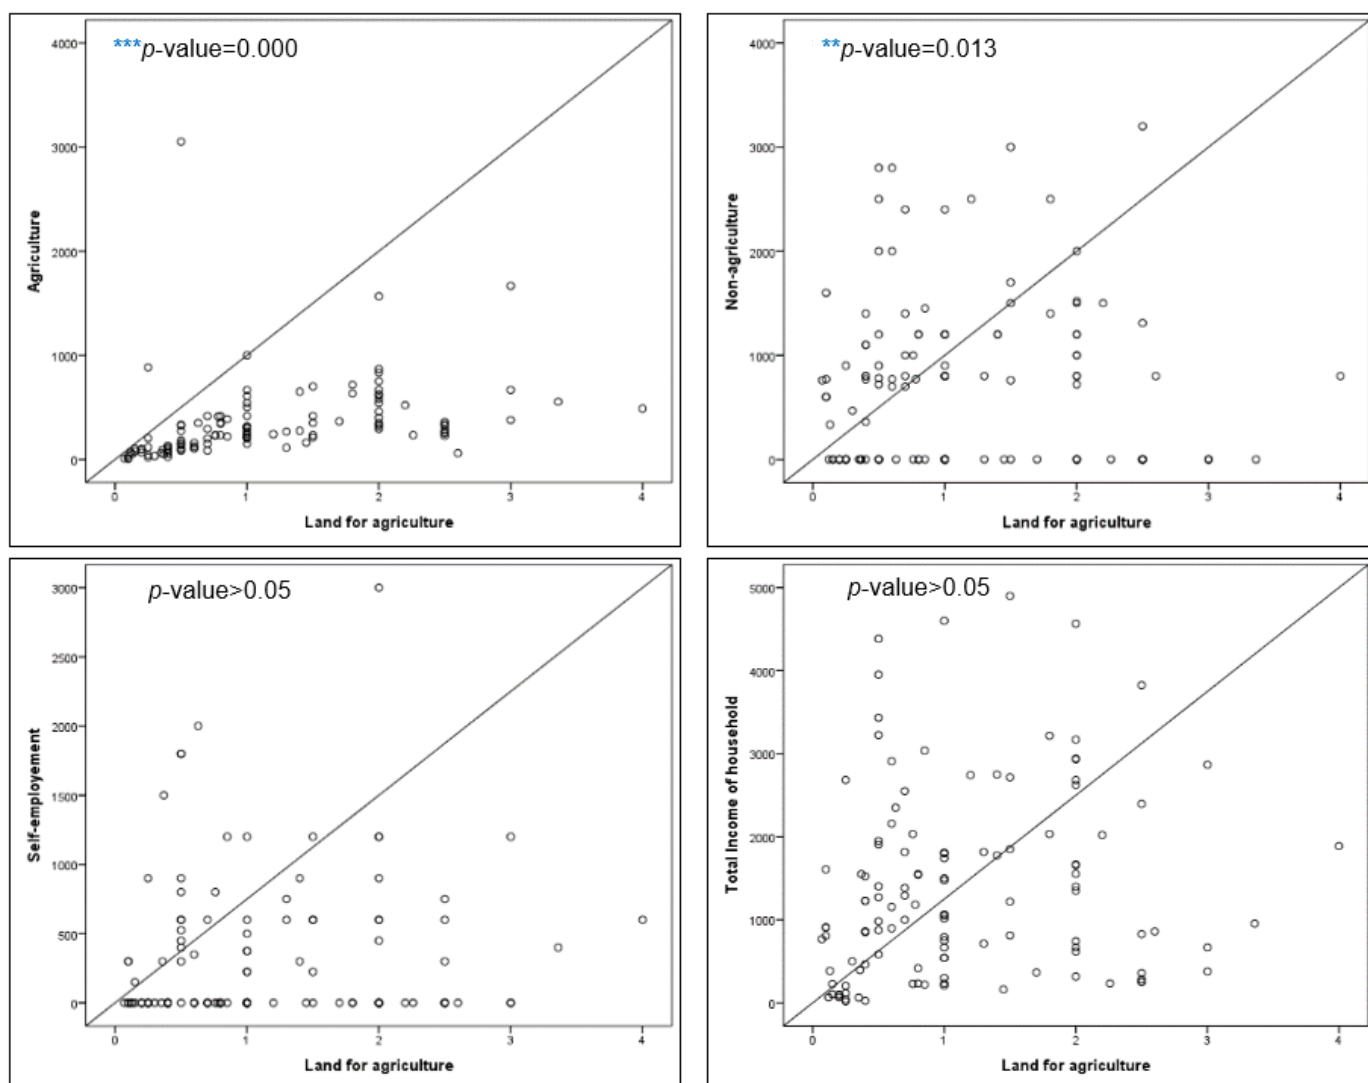 ***p-value=0.000
4000
3000
2000
1000
0
Agriculture
0 1 2 3 4
Land for agriculture
**p-value=0.013
4000
3000
2000
1000
0
Non-agriculture
0 1 2 3 4
Land for agriculture
p-value>0.05
3000
2500
2000
1500
1000
500
0
Self-employement
0 1 2 3 4
Land for agriculture
p-value>0.05
5000
4000
3000
2000
1000
0
Total Income of household
0 1 2 3 4
Land for agriculture